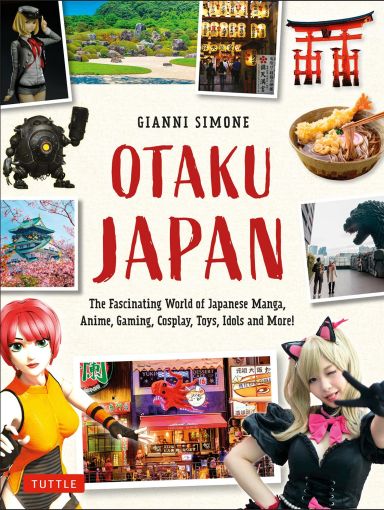 GIANNI SIMONE
OTAKU
JAPAN
The Fascinating World of Japanese Manga,
Anime, Gaming, Cosplay, Toys, Idols and More!
TUTTLE